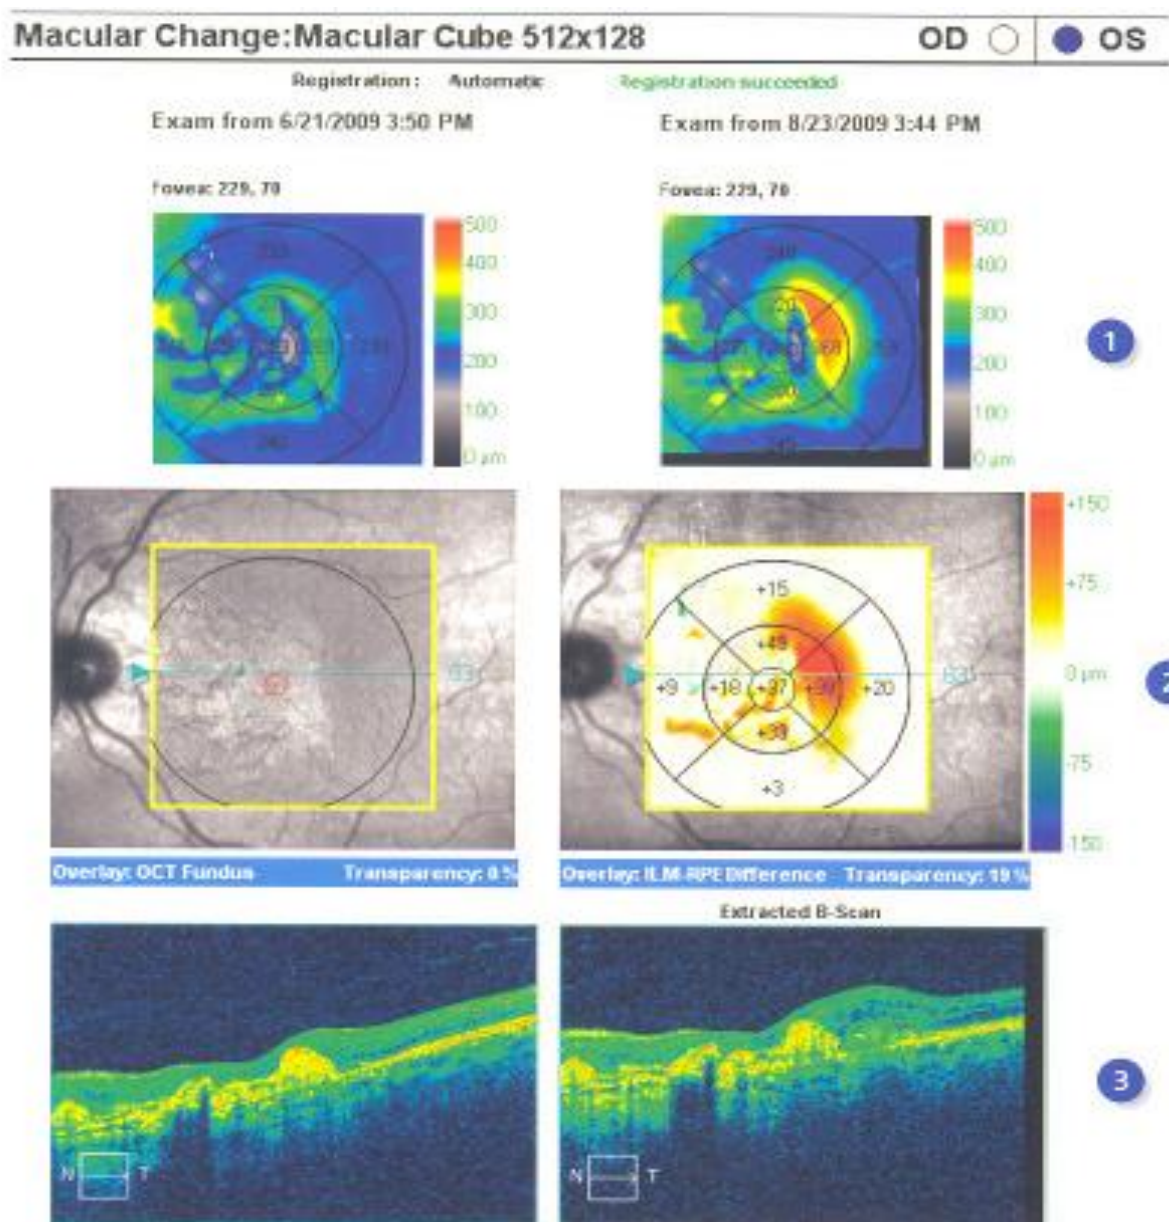 Macular Change:Macular Cube 512x128 OD OS
Registration: Automatic Registration succeeded
Exam from 6/21/2009 3:50 PM Exam from 8/23/2009 3:44 PM
Fovea: 229, 70 Fovea: 229, 70
500 500
400 400
300 300
200 200
100 100
0 µm 0 µm
1
+150
+75
0 µm
-75
-150
+15
+49
+9 +18 +37 +20
+3
2
Overlay: OCT Fundus Transparency: 0 % Overlay: ILM-RPE Difference Transparency: 19 %
Extracted B-Scan
N T N T
3